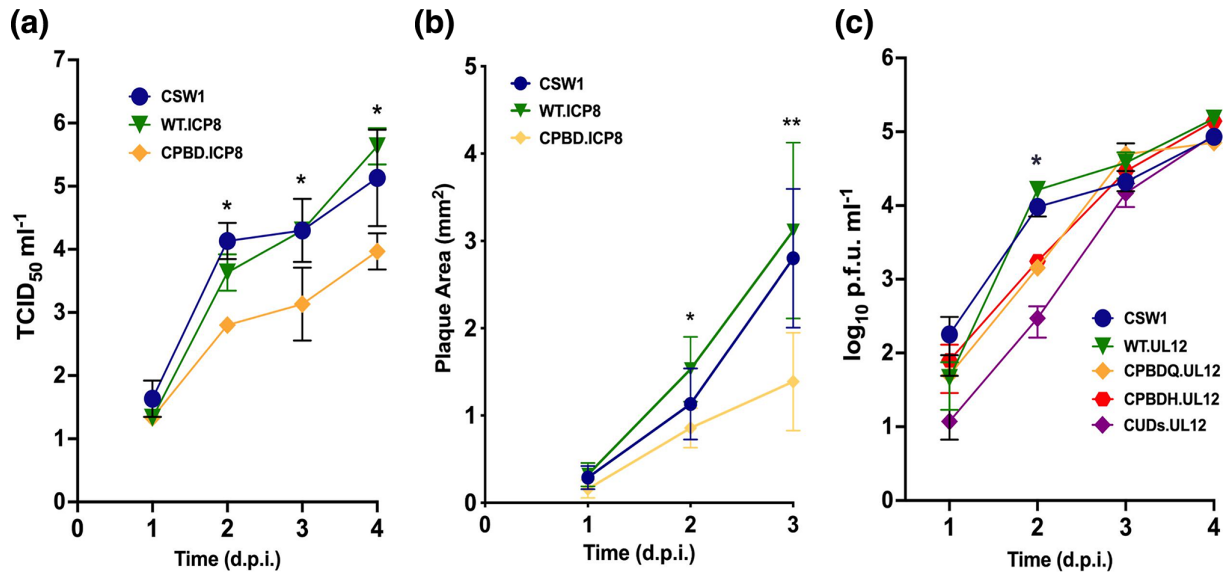 (a)
7
6
5
4
3
2
1
0
TCID50 ml-1
CSW1
WT.ICP8
CPBD.ICP8
*
*
*
0 1 2 3 4
Time (d.p.i.)
(b)
5
4
3
2
1
0
Plaque Area (mm2)
CSW1
WT.ICP8
CPBD.ICP8
*
**
0 1 2 3
Time (d.p.i.)
(c)
6
5
4
3
2
1
0
log10 p.f.u. ml-1
*
CSW1
WT.UL12
CPBDQ.UL12
CPBDH.UL12
CUDs.UL12
1 2 3 4
Time (d.p.i.)